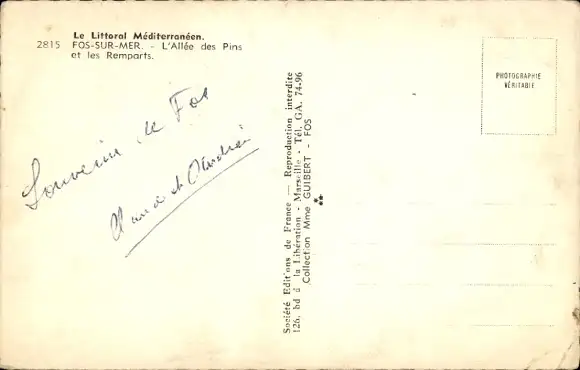 Le Littoral Méditerranéen.
2815 FOS-SUR-MER. - L'Allée des Pins
et les Remparts.
Souvenir de Fos
et
Société Edit'ons de France — Reproduction interdite
126, bd d la Libération - Marseille - Tél. GA. 74-96
Collection Mme GUIBERT - FOS
PHOTOGRAPHIE
VÉRITABLE